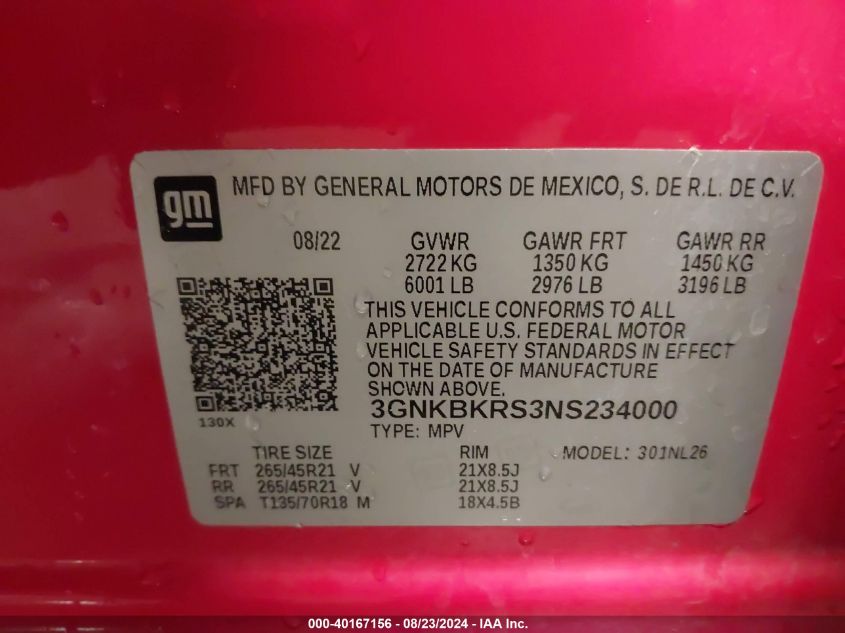 gm
MFD BY GENERAL MOTORS DE MEXICO, S. DE R.L. DE C.V.
08/22 GVWR GAWR FRT GAWR RR
2722 KG 1350 KG 1450 KG
6001 LB 2976 LB 3196 LB
THIS VEHICLE CONFORMS TO ALL
APPLICABLE U.S. FEDERAL MOTOR
VEHICLE SAFETY STANDARDS IN EFFECT
ON THE DATE OF MANUFACTURE
SHOWN ABOVE.
3GNKBKRS3NS234000
130X
TYPE: MPV
TIRE SIZE RIM MODEL: 301NL26
FRT 265/45R21 V 21X8.5J
RR 265/45R21 V 21X8.5J
SPA T135/70R18 M 18X4.5B
000-40167156 - 08/23/2024 - IAA Inc.